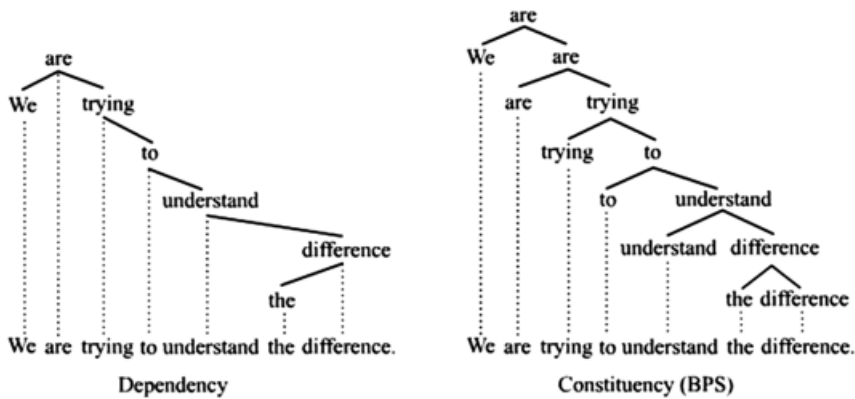 are
We are
are trying
trying to
to understand
understand difference
the difference
are
We trying
to
understand
difference
the
We are trying to understand the difference.
We are trying to understand the difference.
Dependency
Constituency (BPS)